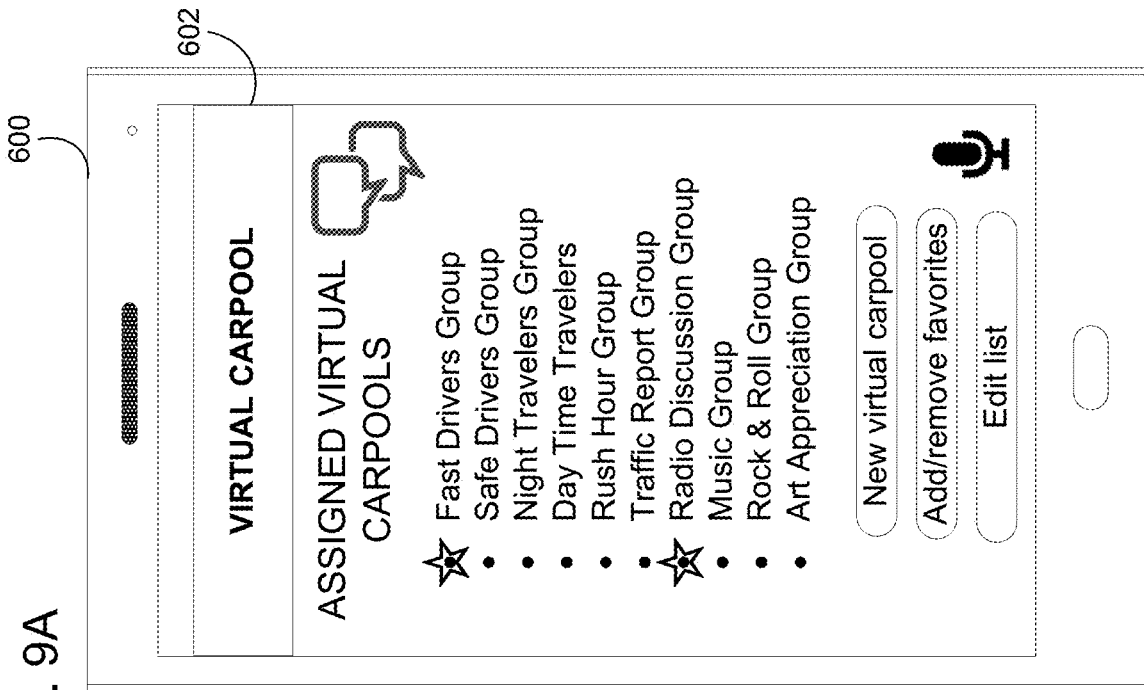 - 9A
600
602
VIRTUAL CARPOOL
ASSIGNED VIRTUAL
CARPOOLS
• Fast Drivers Group
• Safe Drivers Group
• Night Travelers Group
• Day Time Travelers
• Rush Hour Group
• Traffic Report Group
• Radio Discussion Group
• Music Group
• Rock & Roll Group
• Art Appreciation Group
New virtual carpool
Add/remove favorites
Edit list